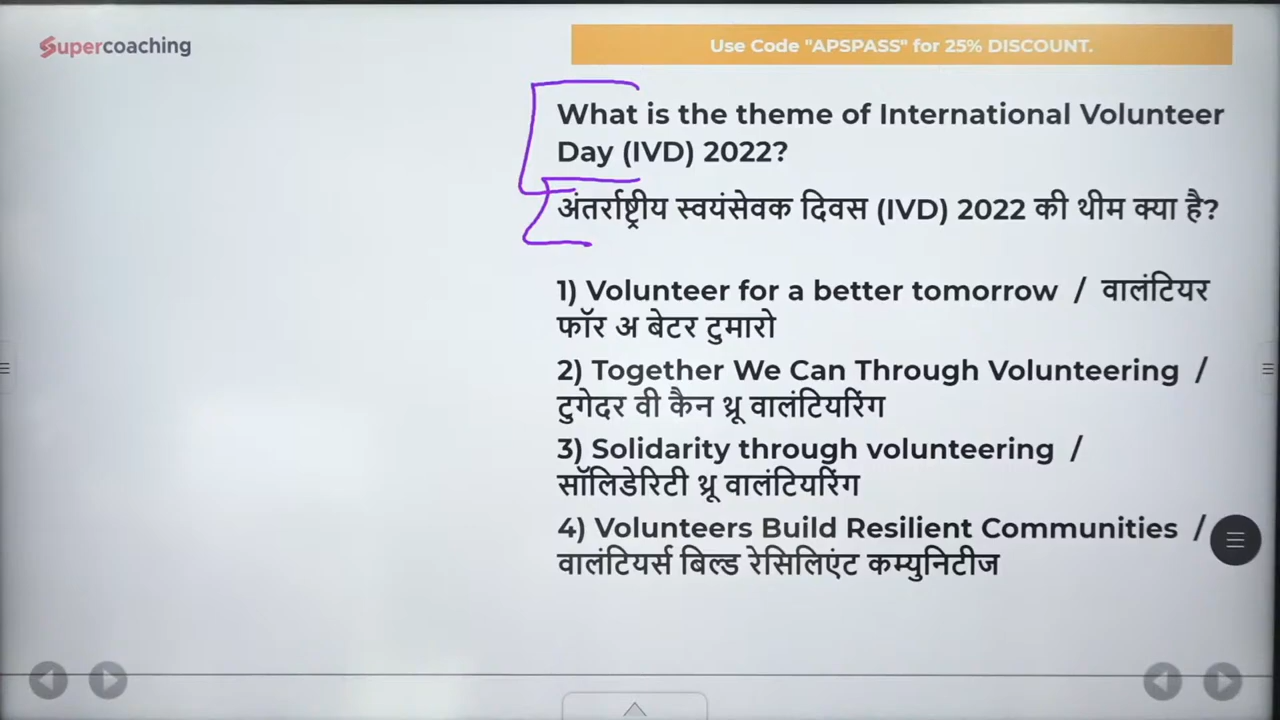 Supercoaching
Use Code "APSPASS" for 25% DISCOUNT.
What is the theme of International Volunteer
Day (IVD) 2022?
अंतर्राष्ट्रीय स्वयंसेवक दिवस (IVD) 2022 की थीम क्या है?
1) Volunteer for a better tomorrow / वालंटियर
फॉर अ बेटर टुमारो
2) Together We Can Through Volunteering /
टुगेदर वी कैन थ्रू वालंटियरिंग
3) Solidarity through volunteering /
सॉलिडेरिटी थ्रू वालंटियरिंग
4) Volunteers Build Resilient Communities /
वालंटियर्स बिल्ड रेसिलिएंट कम्युनिटीज